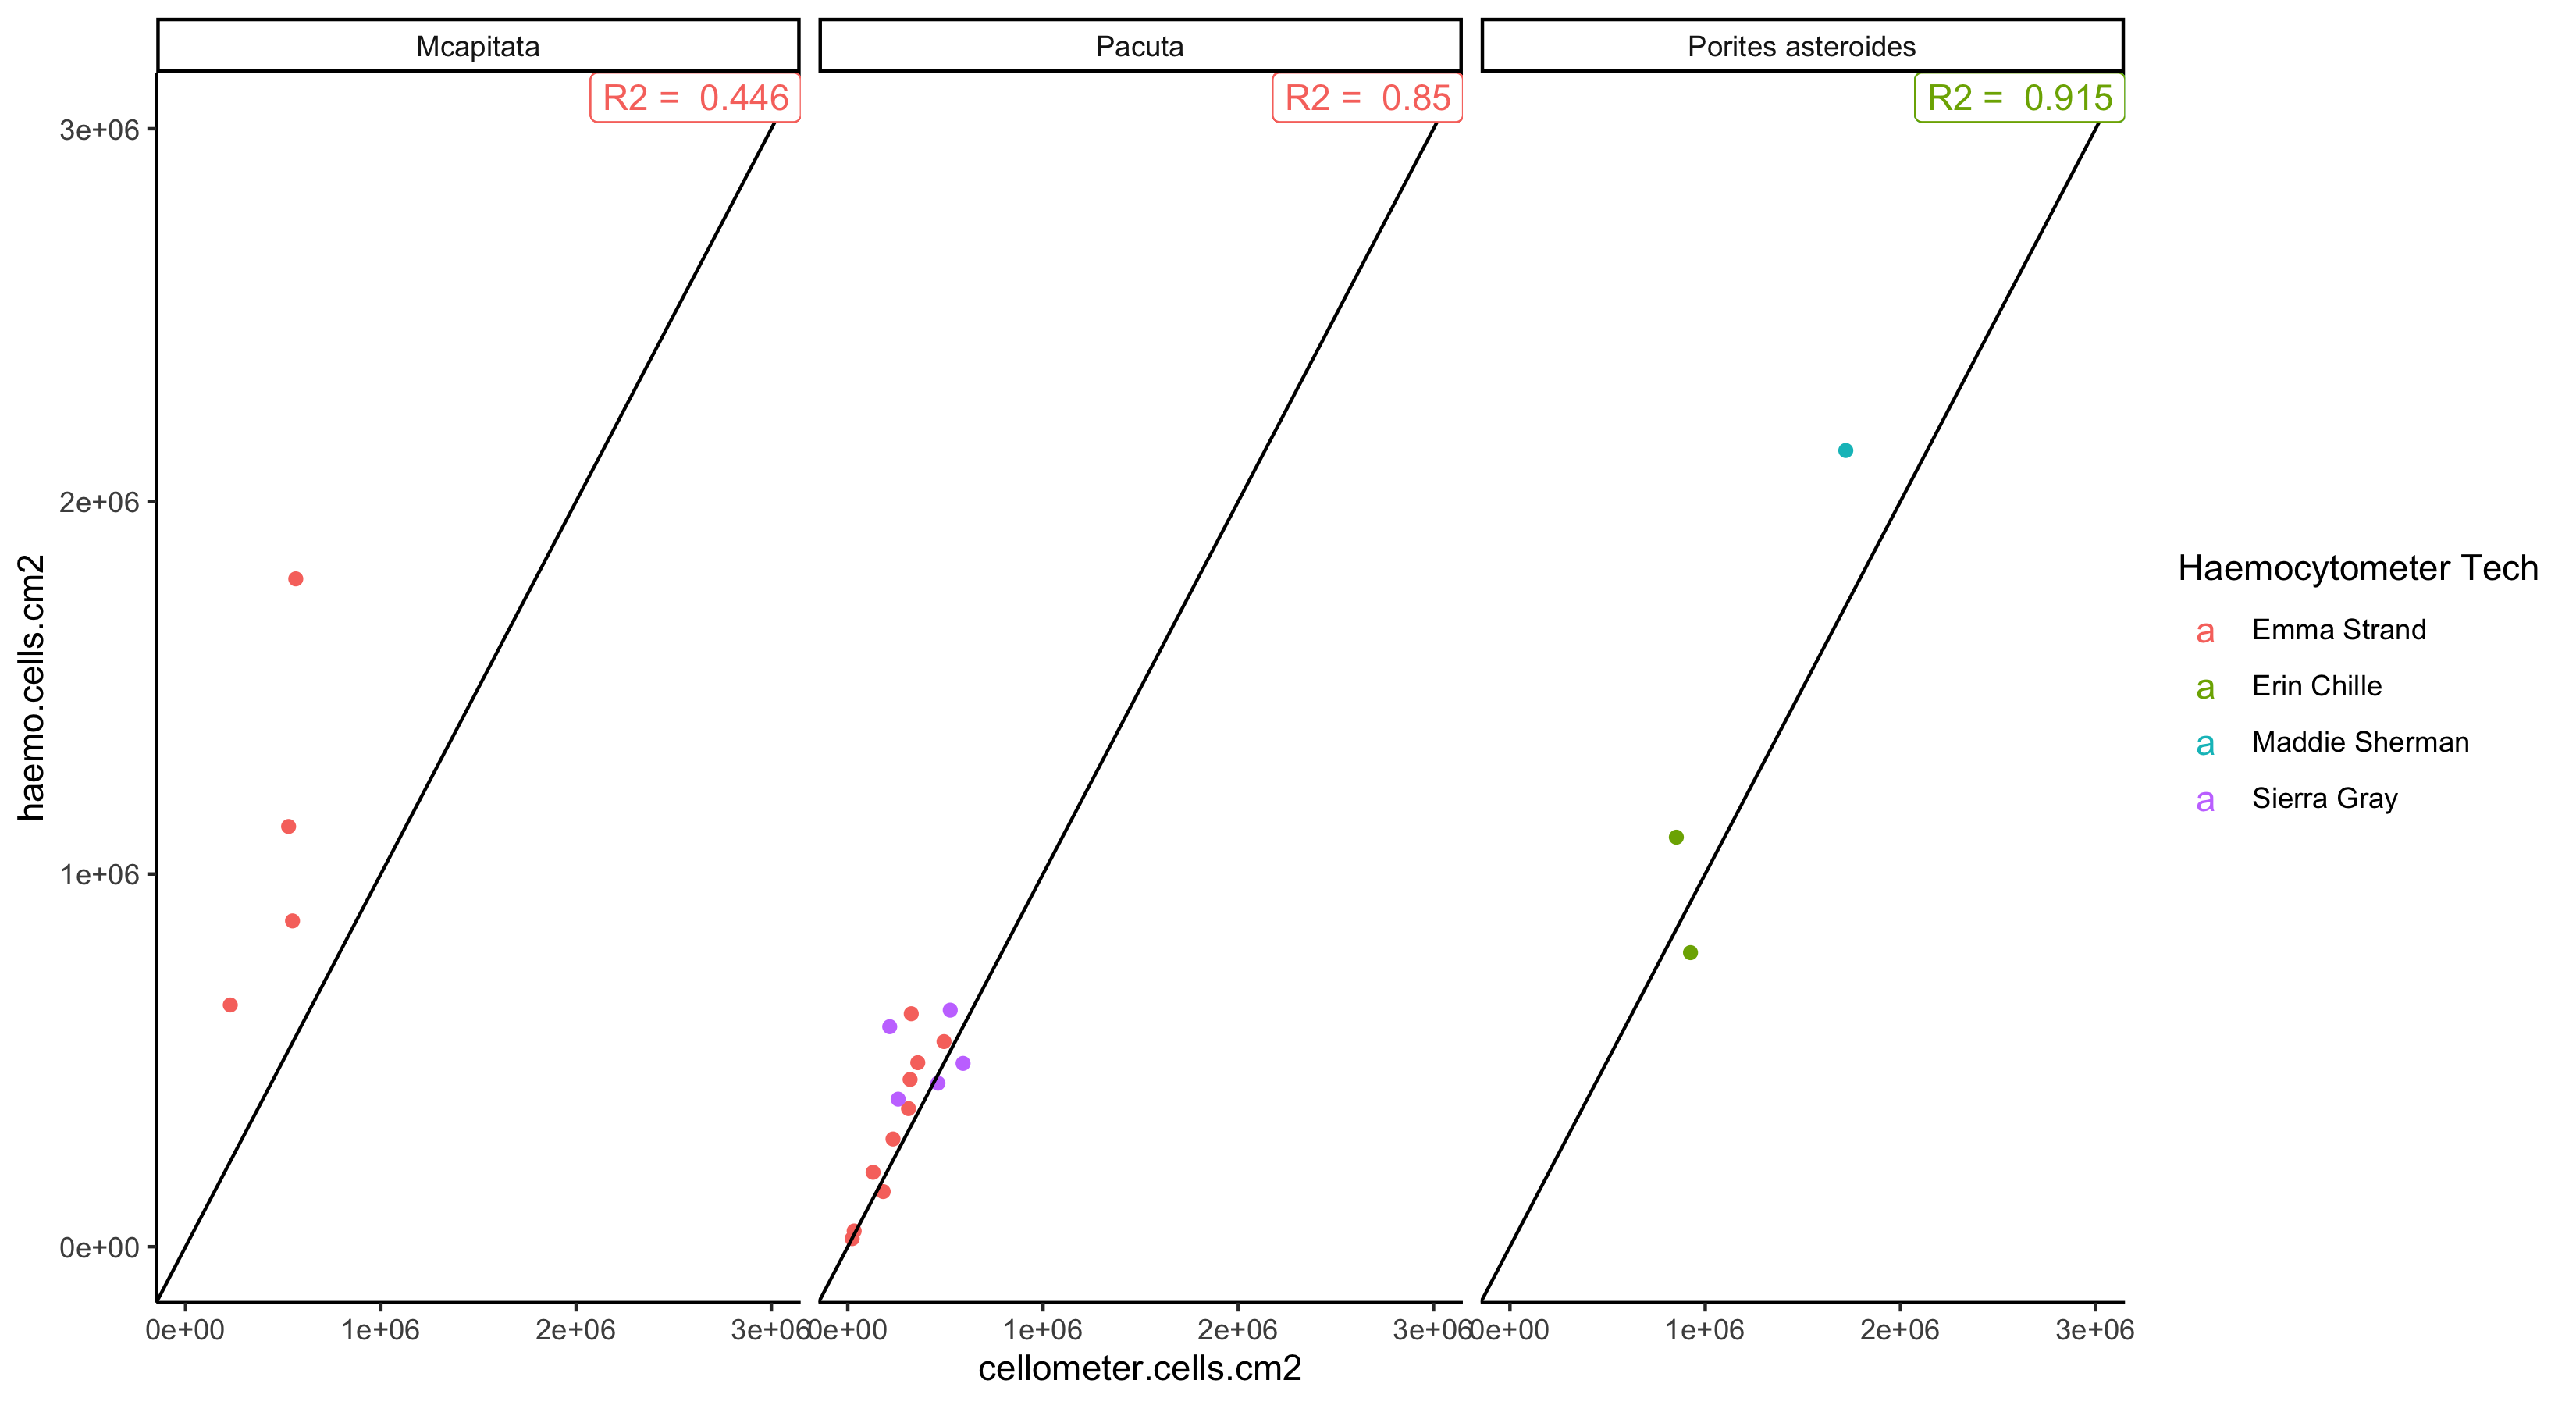 Mcapitata
Pacuta
Porites asteroides
R2 =  0.446
R2 =  0.85
R2 =  0.915
3e+06
2e+06
1e+06
0e+00
haemo.cells.cm2
0e+00
1e+06
2e+06
3e+06
0e+00
1e+06
2e+06
3e+06
0e+00
1e+06
2e+06
3e+06
cellometer.cells.cm2
Haemocytometer Tech
a Emma Strand
a Erin Chille
a Maddie Sherman
a Sierra Gray